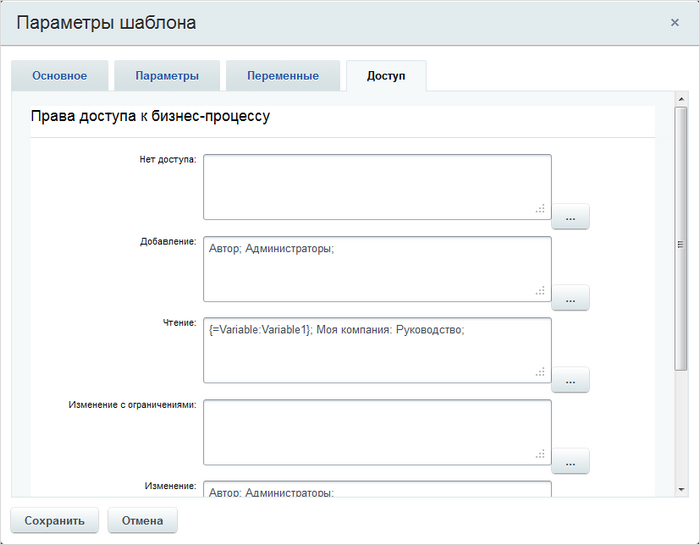 Параметры шаблона
Основное Параметры Переменные Доступ
Права доступа к бизнес-процессу
Нет доступа:
...
Добавление: Автор; Администраторы;
...
Чтение: {=Variable:Variable1}; Моя компания: Руководство;
...
Изменение с ограничениями:
...
Изменение: Автор; Администраторы;
Сохранить Отмена